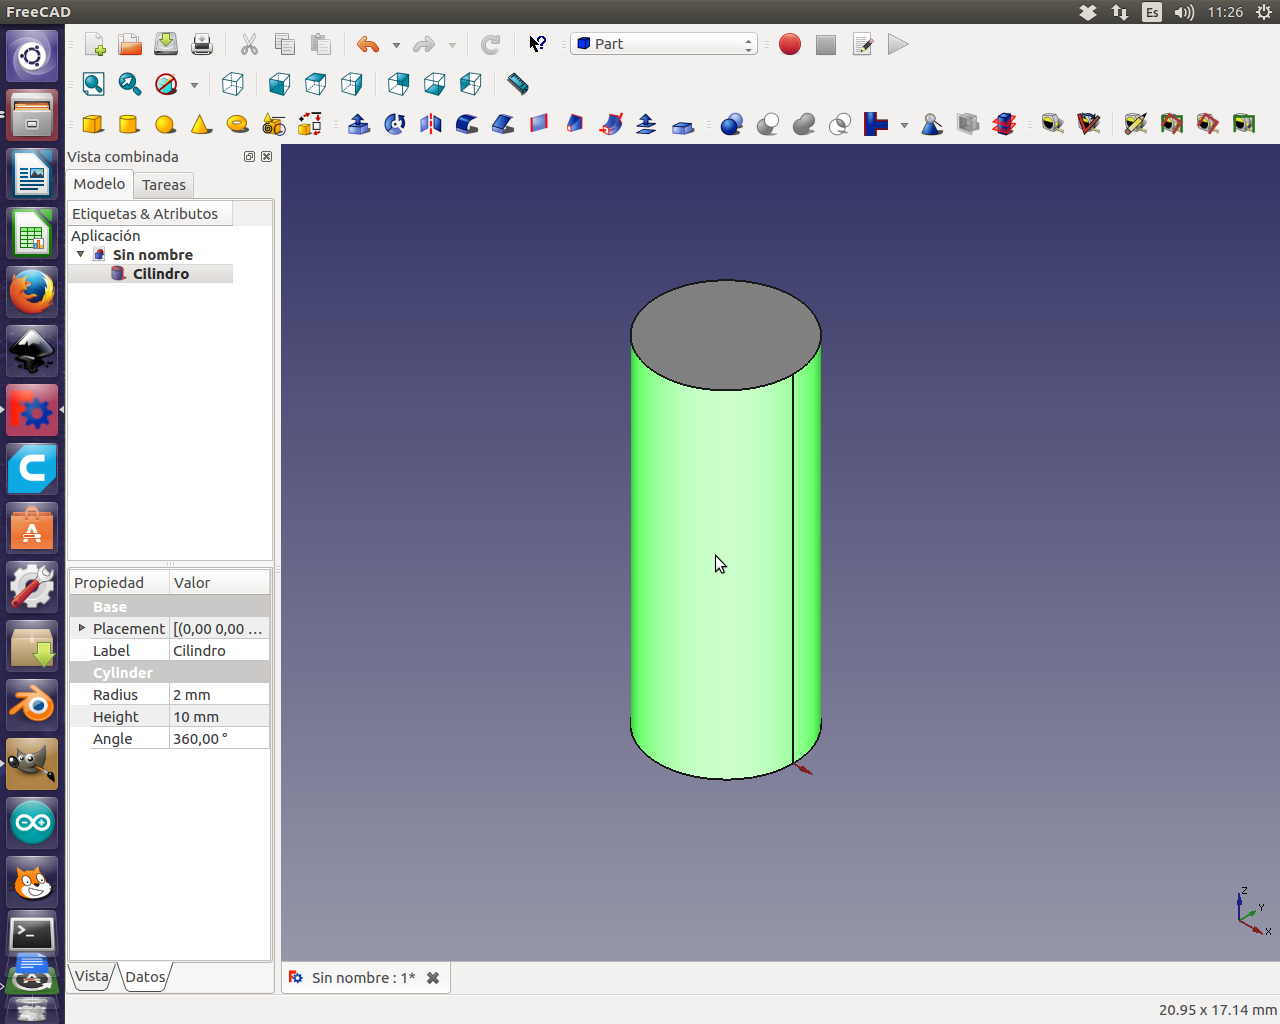 FreeCAD
Es
11:26
Part
Vista combinada
Modelo Tareas
Etiquetas & Atributos
Aplicación
Sin nombre
Cilindro
Propiedad Valor
Base
Placement [(0,00 0,00 ...
Label Cilindro
Cylinder
Radius 2 mm
Height 10 mm
Angle 360,00 °
Z
Y
X
Vista Datos
Sin nombre : 1*
20.95 x 17.14 mm